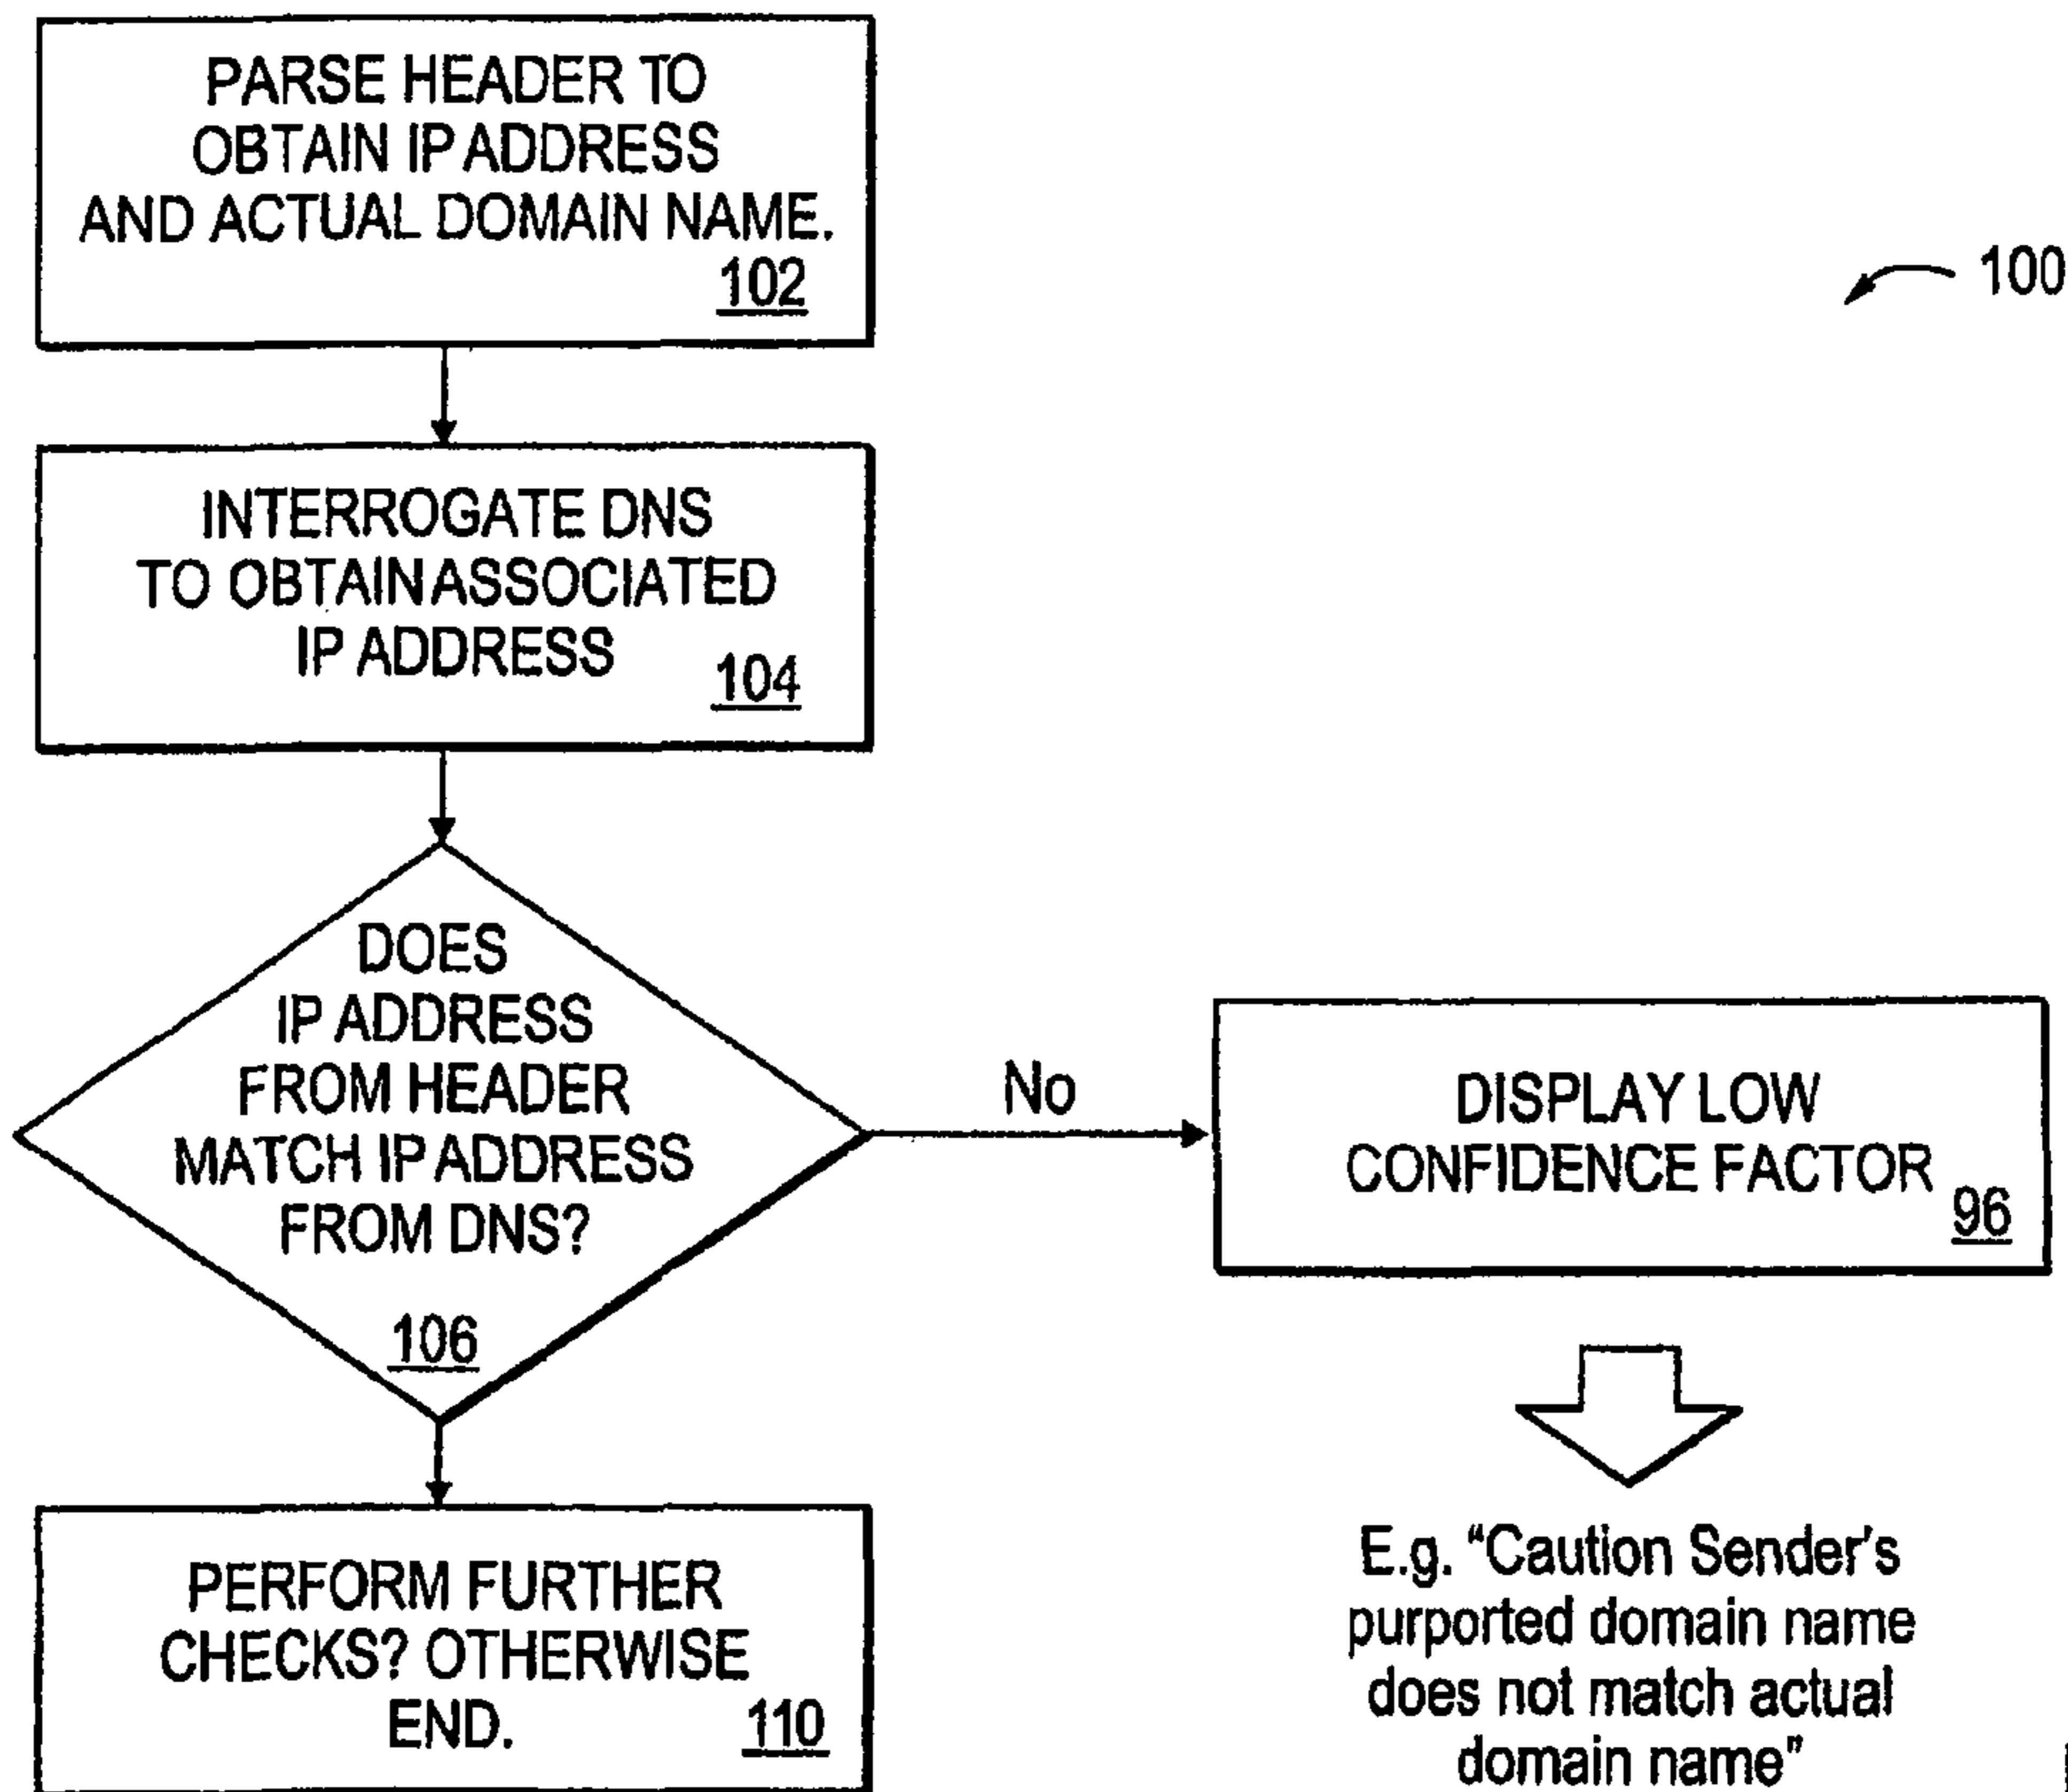 PARSE HEADER TO
OBTAIN IP ADDRESS
AND ACTUAL DOMAIN NAME.
102
100
INTERROGATE DNS
TO OBTAIN ASSOCIATED
IP ADDRESS
104
DOES
IP ADDRESS
FROM HEADER
MATCH IP ADDRESS
FROM DNS?
106
No
DISPLAY LOW
CONFIDENCE FACTOR
96
E.g. “Caution Sender's
purported domain name
does not match actual
domain name”
PERFORM FURTHER
CHECKS? OTHERWISE
END.
110